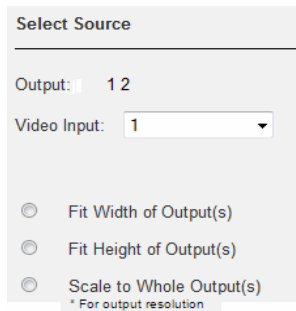 Select Source
Output: 1 2
Video Input: 1
Fit Width of Output(s)
Fit Height of Output(s)
Scale to Whole Output(s)
* For output resolution